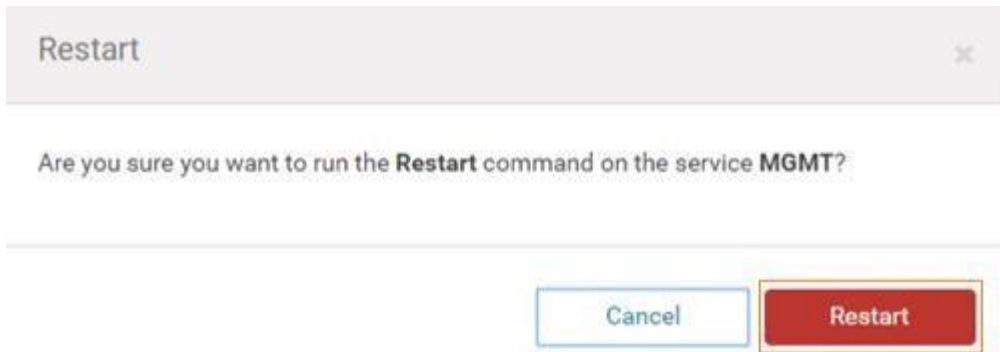 Restart
Are you sure you want to run the Restart command on the service MGMT?
Cancel
Restart